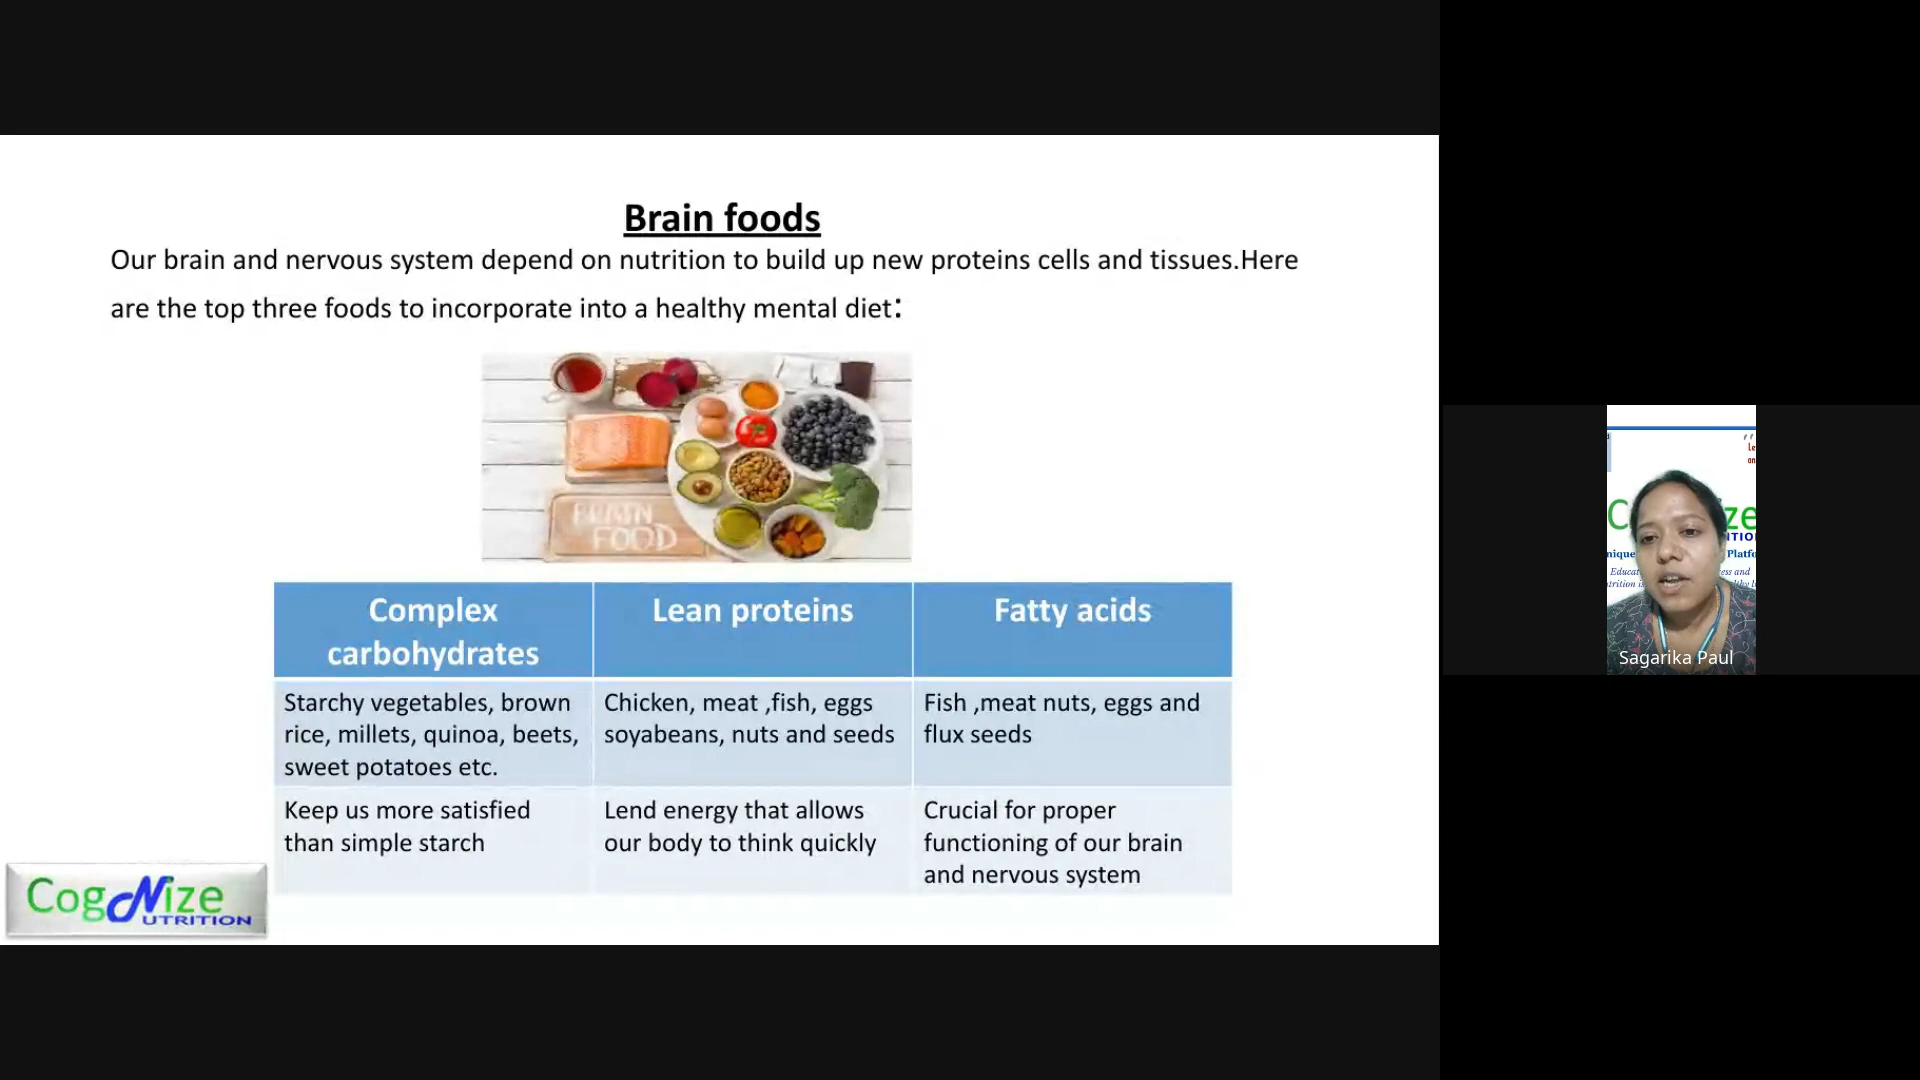 Brain foods
Our brain and nervous system depend on nutrition to build up new proteins cells and tissues.Here
are the top three foods to incorporate into a healthy mental diet:
BRAIN
FOOD
Complex
carbohydrates
Lean proteins
Fatty acids
Starchy vegetables, brown
rice, millets, quinoa, beets,
sweet potatoes etc.
Chicken, meat ,fish, eggs
soyabeans, nuts and seeds
Fish ,meat nuts, eggs and
flux seeds
Keep us more satisfied
than simple starch
Lend energy that allows
our body to think quickly
Crucial for proper
functioning of our brain
and nervous system
CogNize
UTRITION
Sagarika Paul